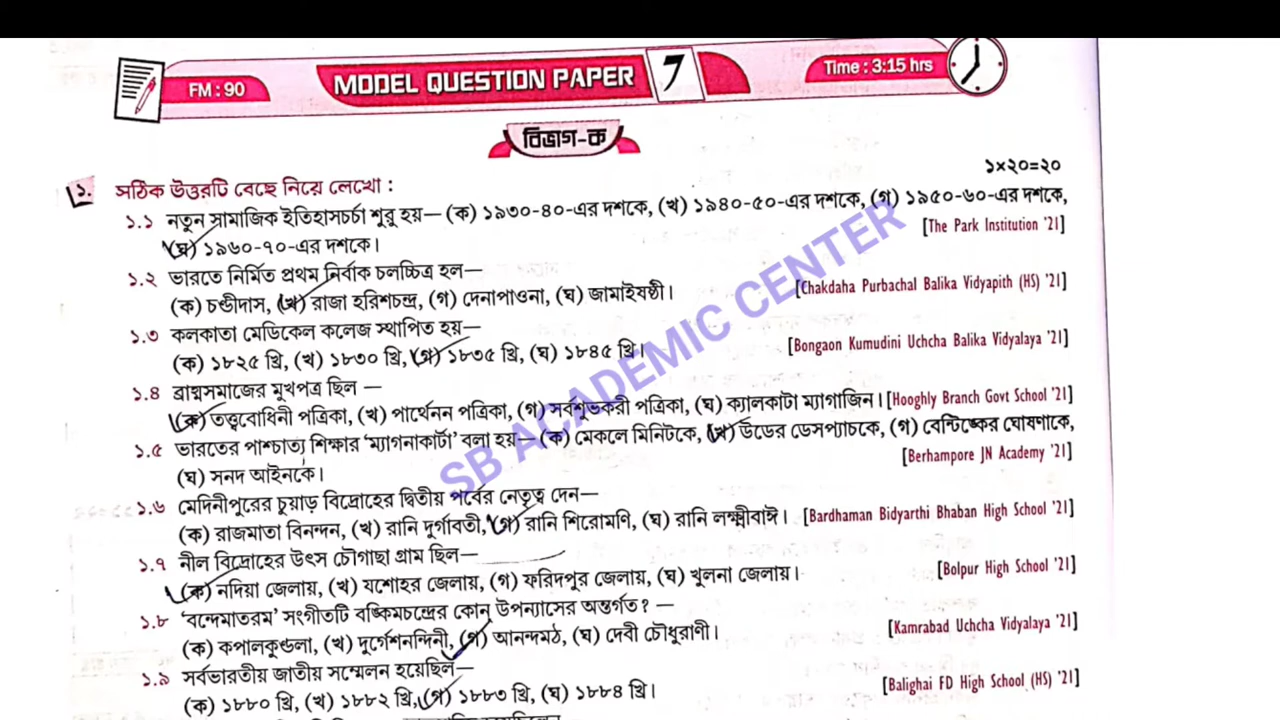 FM : 90
MODEL QUESTION PAPER 7
Time : 3:15 hrs
বিভাগ-ক
১×২০=২০
১. সঠিক উত্তরটি বেছে নিয়ে লেখো :
১.১ নতুন সামাজিক ইতিহাসচর্চা শুরু হয়— (ক) ১৯৩০-৪০-এর দশকে, (খ) ১৯৪০-৫০-এর দশকে, (গ) ১৯৫০-৬০-এর দশকে,
(ঘ) ১৯৬০-৭০-এর দশকে। [The Park Institution '21]
১.২ ভারতে নির্মিত প্রথম নির্বাক চলচ্চিত্র হল—
(ক) চণ্ডীদাস, (খ) রাজা হরিশচন্দ্র, (গ) দেনাপাওনা, (ঘ) জামাইষষ্ঠী। [Chakdaha Purbachal Balika Vidyapith (HS) '21]
১.৩ কলকাতা মেডিকেল কলেজ স্থাপিত হয়—
(ক) ১৮২৫ খ্রি, (খ) ১৮৩০ খ্রি, (গ) ১৮৩৫ খ্রি, (ঘ) ১৮৪৫ খ্রি। [Bongaon Kumudini Uchcha Balika Vidyalaya '21]
১.৪ ব্রাহ্মসমাজের মুখপত্র ছিল —
(ক) তত্ত্ববোধিনী পত্রিকা, (খ) পার্থেনন পত্রিকা, (গ) সর্বশুভকরী পত্রিকা, (ঘ) ক্যালকাটা ম্যাগাজিন। [Hooghly Branch Govt School '21]
১.৫ ভারতের পাশ্চাত্য শিক্ষার 'ম্যাগনাকার্টা' বলা হয়— (ক) মেকলে মিনিটকে, (খ) উডের ডেসপ্যাচকে, (গ) বেন্টিঙ্কের ঘোষণাকে,
(ঘ) সনদ আইনকে। [Berhampore JN Academy '21]
১.৬ মেদিনীপুরের চুয়াড় বিদ্রোহের দ্বিতীয় পর্বের নেতৃত্ব দেন—
(ক) রাজমাতা বিনন্দন, (খ) রানি দুর্গাবতী, (গ) রানি শিরোমণি, (ঘ) রানি লক্ষ্মীবাঈ। [Bardhaman Bidyarthi Bhaban High School '21]
১.৭ নীল বিদ্রোহের উৎস চৌগাছা গ্রাম ছিল—
(ক) নদিয়া জেলায়, (খ) যশোহর জেলায়, (গ) ফরিদপুর জেলায়, (ঘ) খুলনা জেলায়। [Bolpur High School '21]
১.৮ 'বন্দেমাতরম' সংগীতটি বঙ্কিমচন্দ্রের কোন্ উপন্যাসের অন্তর্গত? —
(ক) কপালকুণ্ডলা, (খ) দুর্গেশনন্দিনী, (গ) আনন্দমঠ, (ঘ) দেবী চৌধুরাণী। [Kamrabad Uchcha Vidyalaya '21]
১.৯ সর্বভারতীয় জাতীয় সম্মেলন হয়েছিল—
(ক) ১৮৮০ খ্রি, (খ) ১৮৮২ খ্রি, (গ) ১৮৮৩ খ্রি, (ঘ) ১৮৮৪ খ্রি। [Balighai FD High School (HS) '21]
SB ACADEMIC CENTER